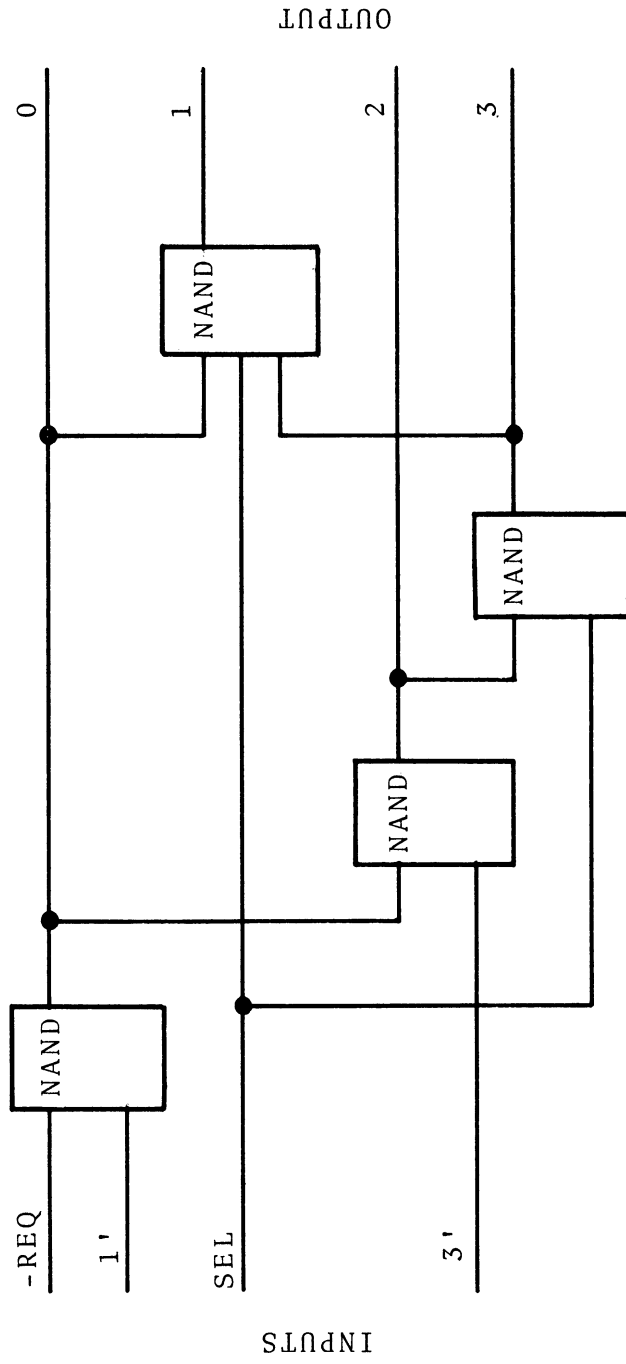 INPUTS
-REQ
1'
SEL
3'
NAND
NAND
NAND
NAND
0
1
2
3
OUTPUT